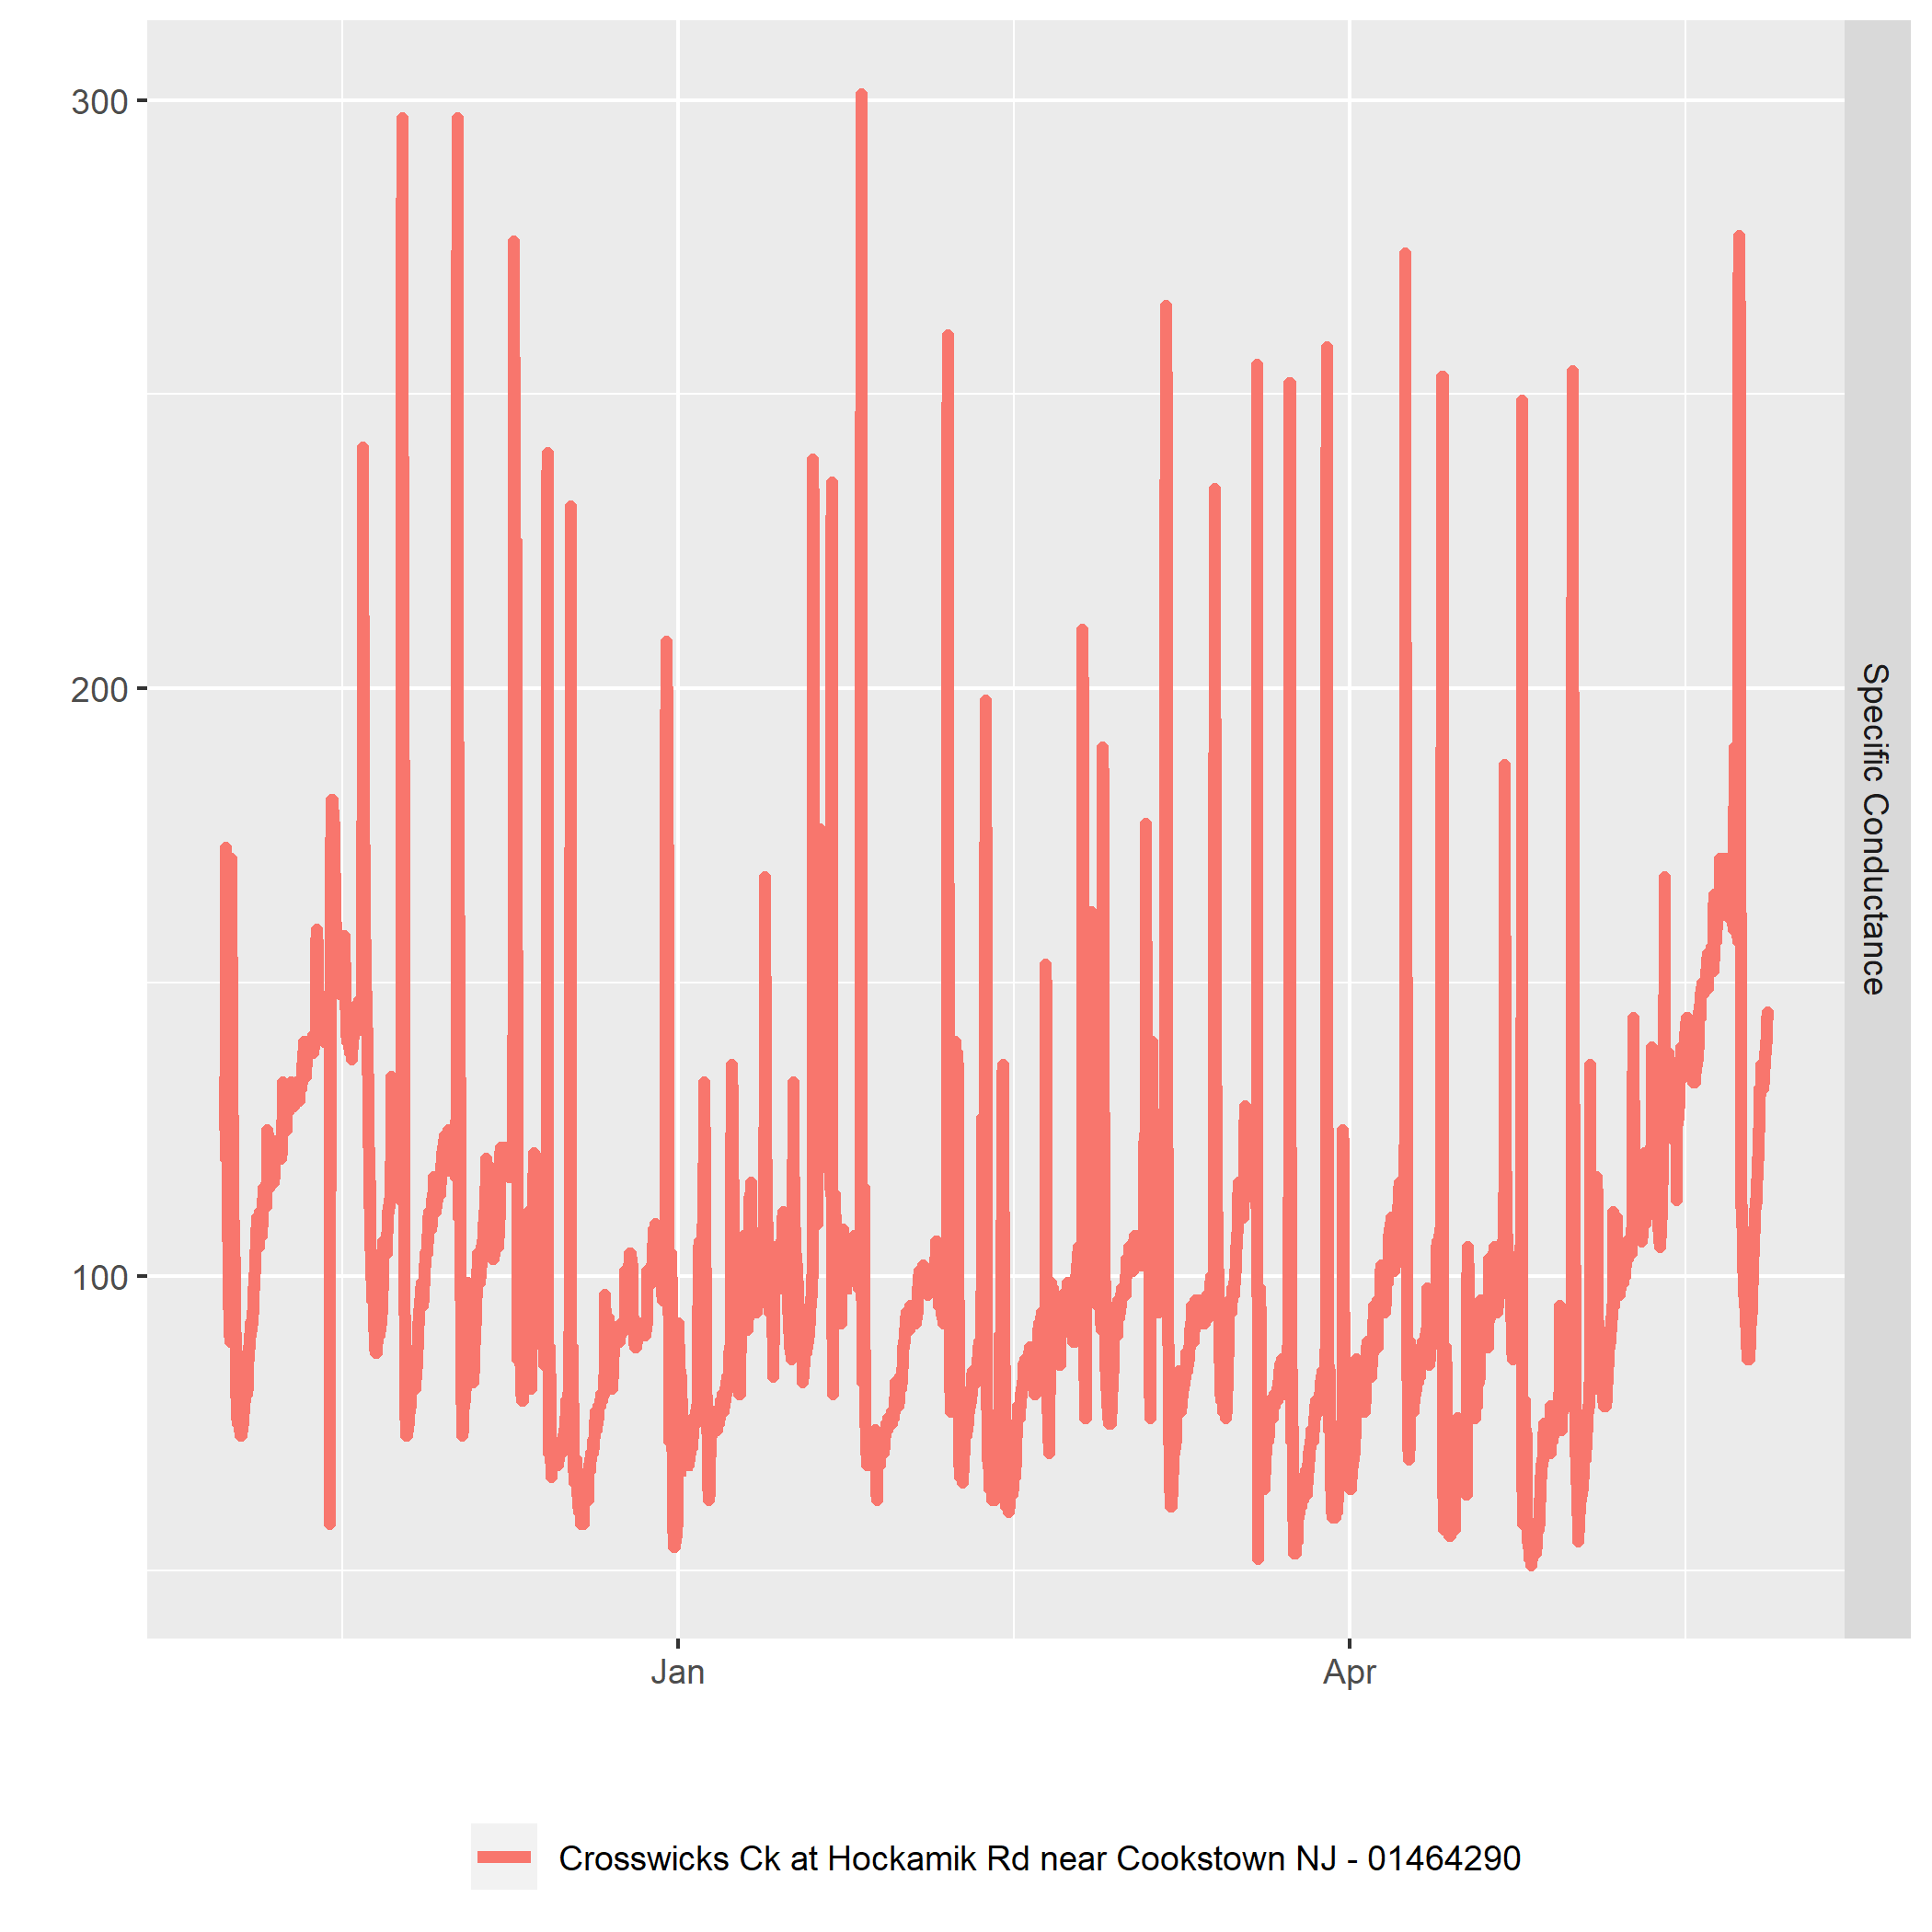 300
200
100
Specific Conductance
Jan
Apr
Crosswicks Ck at Hockamik Rd near Cookstown NJ - 01464290